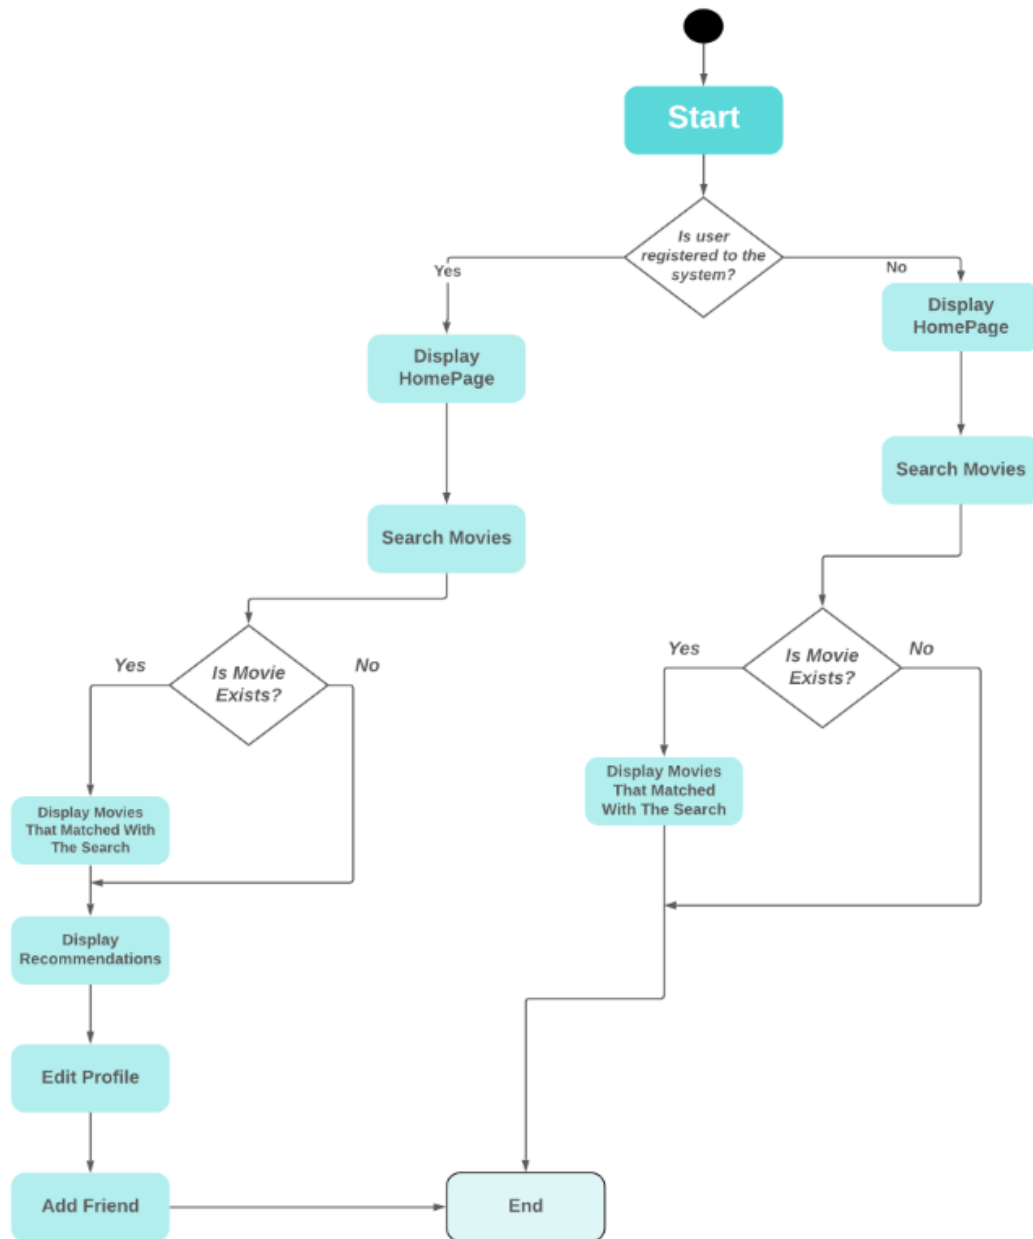 Start
Is user
registered to the
system?
Yes
No
Display
HomePage
Display
HomePage
Search Movies
Search Movies
Yes
Is Movie
Exists?
No
Yes
Is Movie
Exists?
No
Display Movies
That Matched
With The Search
Display Movies
That Matched With
The Search
Display
Recommendations
Edit Profile
Add Friend
End